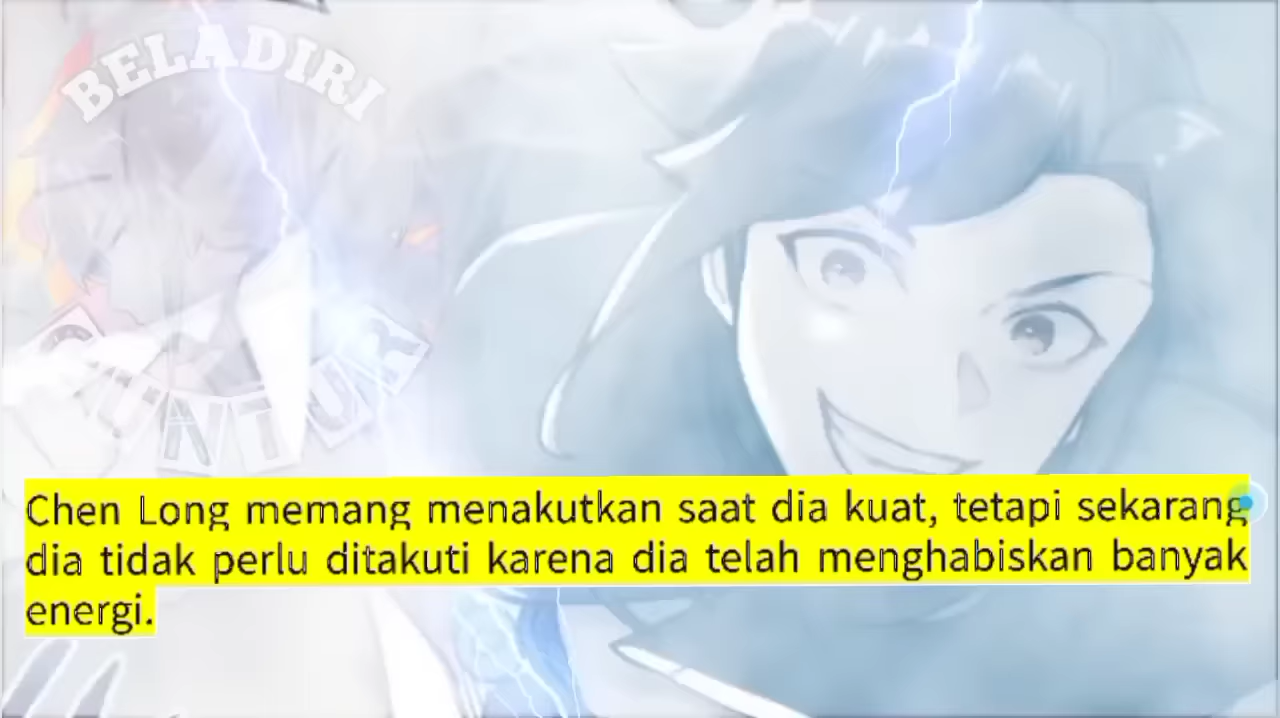 BELADIRI
GUNTUR
Chen Long memang menakutkan saat dia kuat, tetapi sekarang
dia tidak perlu ditakuti karena dia telah menghabiskan banyak
energi.